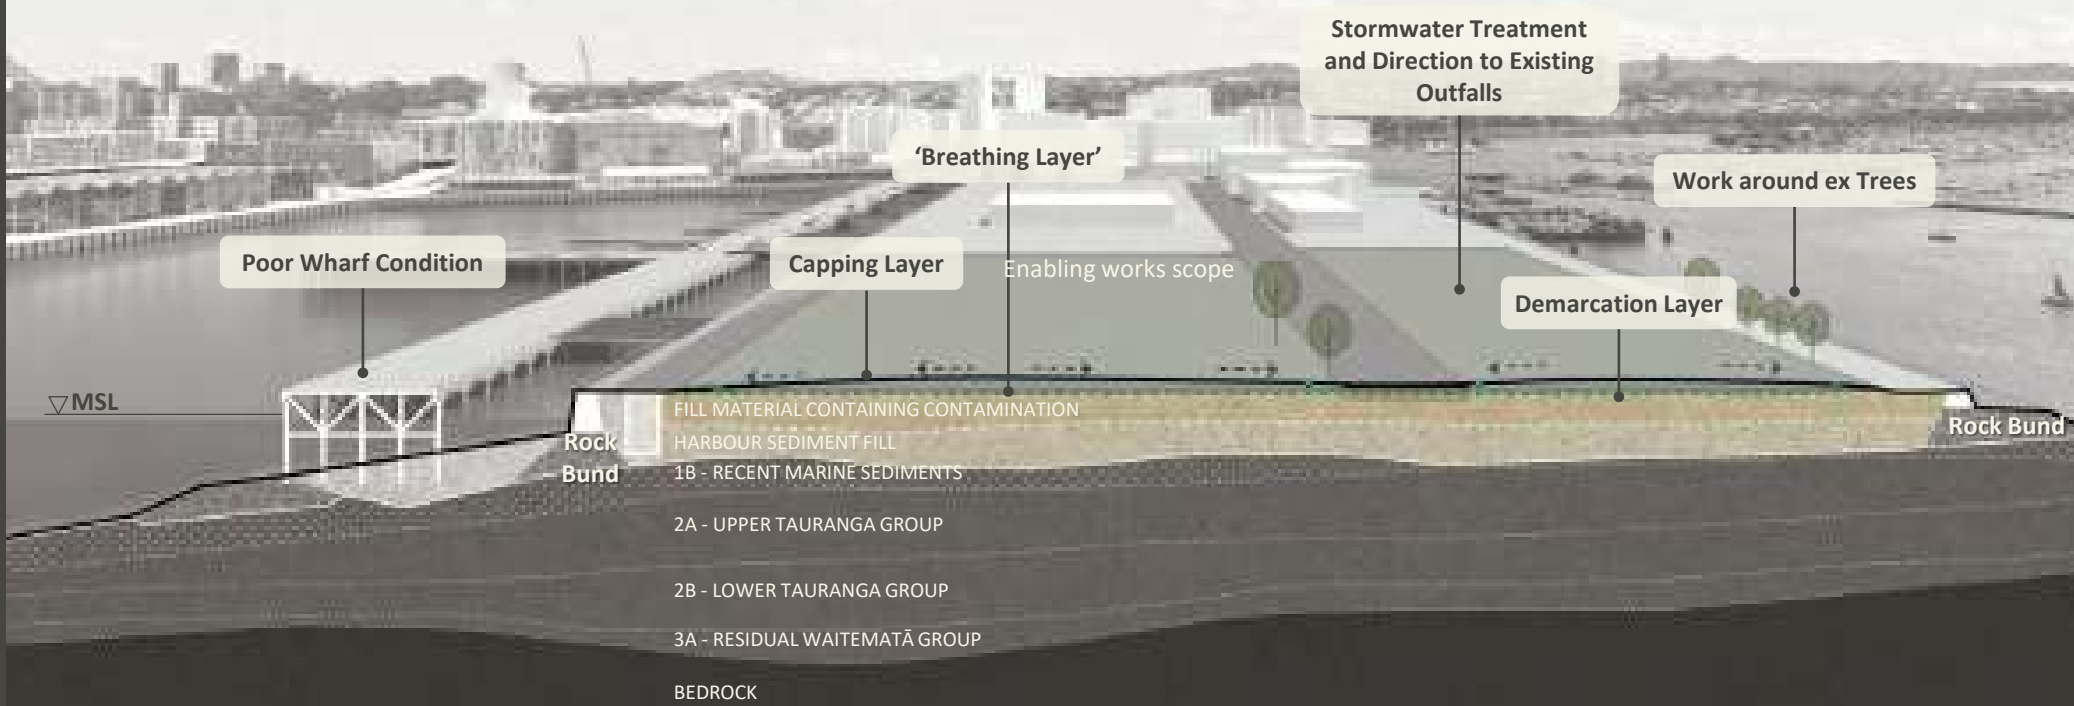 Stormwater Treatment
and Direction to Existing
Outfalls
‘Breathing Layer’
Work around ex Trees
Poor Wharf Condition
Capping Layer
Enabling works scope
Demarcation Layer
MSL
FILL MATERIAL CONTAINING CONTAMINATION
Rock
Bund
HARBOUR SEDIMENT FILL
Rock Bund
1B - RECENT MARINE SEDIMENTS
2A - UPPER TAURANGA GROUP
2B - LOWER TAURANGA GROUP
3A - RESIDUAL WAITEMATĀ GROUP
BEDROCK